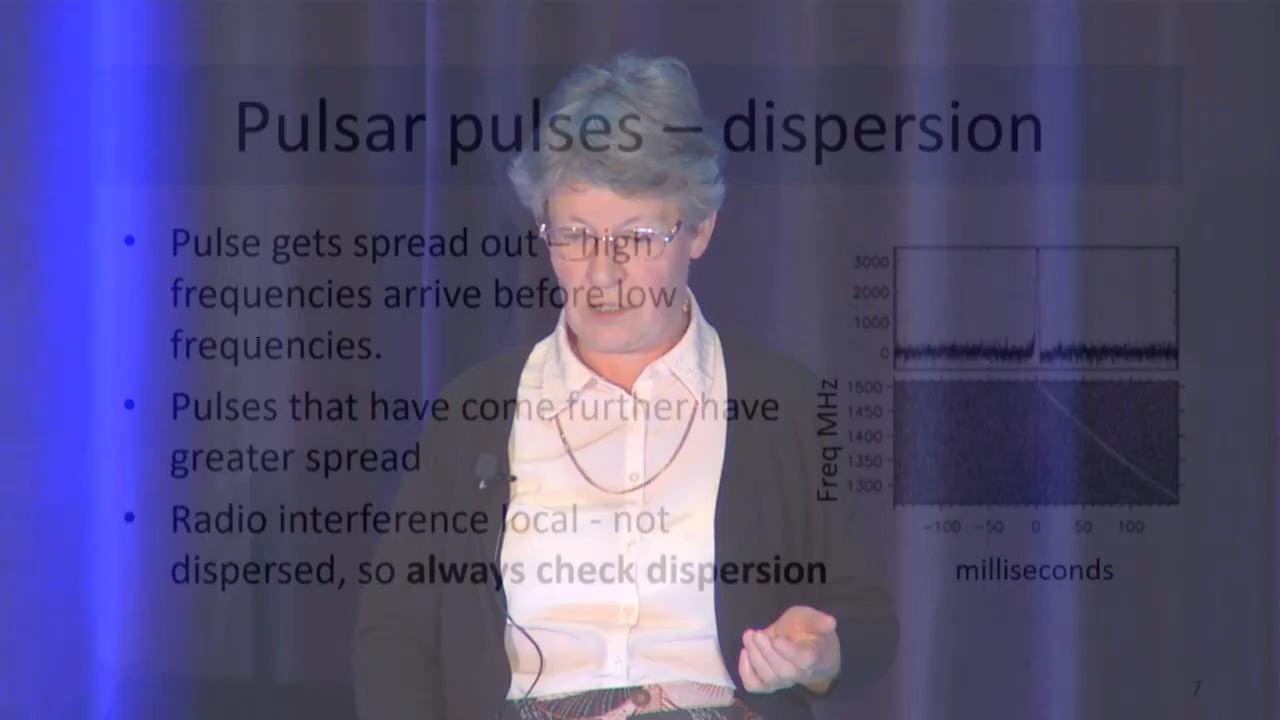 Pulsar pulses – dispersion
• Pulse gets spread out – high
frequencies arrive before low
frequencies.
• Pulses that have come further have
greater spread
• Radio interference local - not
dispersed, so always check dispersion
3000
2000
1000
0
Freq MHz
1500
1450
1400
1350
1300
−100 −50 0 50 100
milliseconds
7